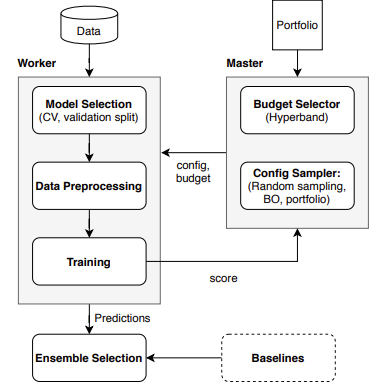 Data
Portfolio
Worker
Master
Model Selection
(CV, validation split)
Data Preprocessing
Training
Budget Selector
(Hyperband)
Config Sampler:
(Random sampling,
BO, portfolio)
config,
budget
score
Predictions
Ensemble Selection
Baselines